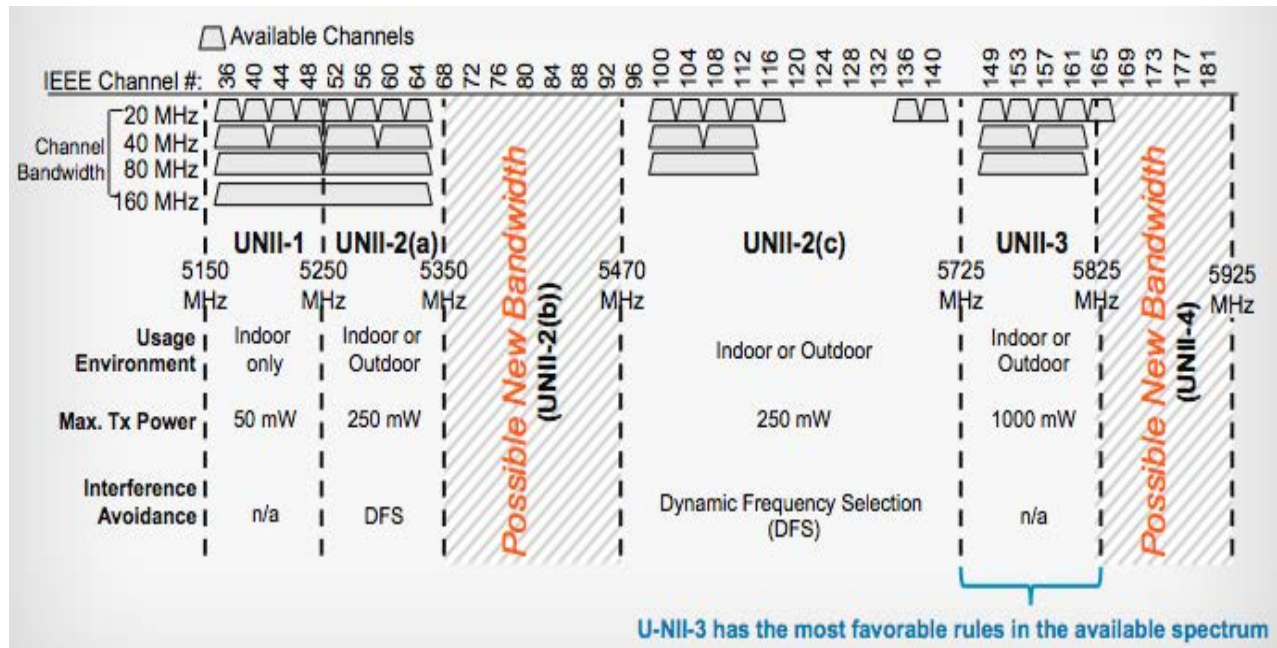 Available Channels
IEEE Channel #: 36 40 44 48 52 56 60 64 68 72 76 80 84 88 92 96 100 104 108 112 116 120 124 128 132 136 140 149 153 157 161 165 169 173 177 181
Channel Bandwidth
20 MHz
40 MHz
80 MHz
160 MHz
UNII-1
UNII-2(a)
UNII-2(c)
UNII-3
Possible New Bandwidth
(UNII-2(b))
Possible New Bandwidth
(UNII-4)
5150 MHz
5250 MHz
5350 MHz
5470 MHz
5725 MHz
5825 MHz
5925 MHz
Usage Environment
Indoor only
Indoor or Outdoor
Indoor or Outdoor
Indoor or Outdoor
Max. Tx Power
50 mW
250 mW
250 mW
1000 mW
Interference Avoidance
n/a
DFS
Dynamic Frequency Selection
(DFS)
n/a
U-NII-3 has the most favorable rules in the available spectrum